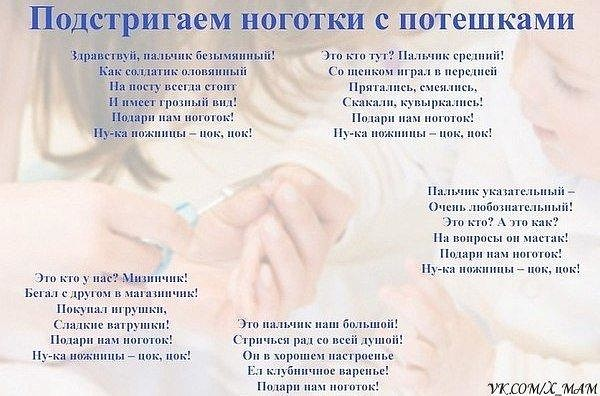 Подстригаем ноготки с потешками
Здравствуй, пальчик безымянный!
Как солдатик оловянный
На посту всегда стоит
И имеет грозный вид!
Подари нам ноготок!
Ну-ка ножницы – цок, цок!
Это кто тут? Пальчик средний!
Со щенком играл в передней
Прятались, смеялись,
Скакали, кувыркались!
Подари нам ноготок!
Ну-ка ножницы – цок, цок!
Пальчик указательный –
Очень любознательный!
Это кто? А это как?
На вопросы он мастак!
Подари нам ноготок!
Ну-ка ножницы – цок, цок!
Это кто у нас? Мизинчик!
Бегал с другом в магазинчик!
Покупал игрушки,
Сладкие ватрушки!
Подари нам ноготок!
Ну-ка ножницы – цок, цок!
Это пальчик наш большой!
Стричься рад со всей душой!
Он в хорошем настроенье
Ел клубничное варенье!
Подари нам ноготок!
VK.COM/X_MAM